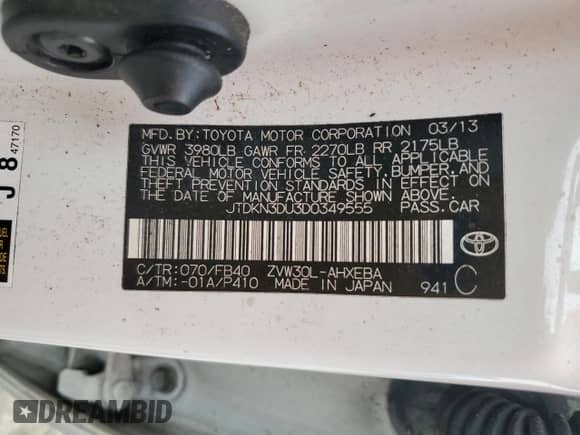 MFD. BY: TOYOTA MOTOR CORPORATION 03/13
GVWR 3980LB GAWR FR 2270LB RR 2175LB
THIS VEHICLE CONFORMS TO ALL APPLICABLE
FEDERAL MOTOR VEHICLE SAFETY, BUMPER, AND
THEFT PREVENTION STANDARDS IN EFFECT ON
THE DATE OF MANUFACTURE SHOWN ABOVE.
JTDKN3DU3D0349555 PASS. CAR
C/TR: 070/FB40 ZVW30L-AHXEBA
A/TM: -01A/P410 MADE IN JAPAN 941 C
J 8 47170
DREAMBID